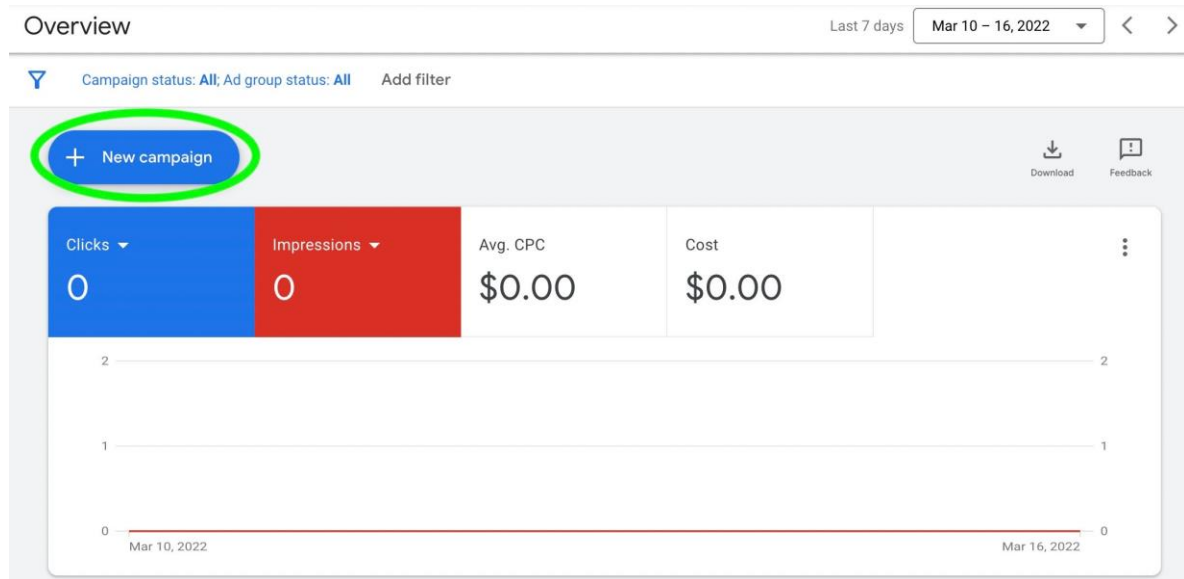 Overview
Last 7 days Mar 10 – 16, 2022
Campaign status: All; Ad group status: All Add filter
+ New campaign
Download
Feedback
Clicks
0
Impressions
0
Avg. CPC
$0.00
Cost
$0.00
2 2
1 1
0 0
Mar 10, 2022 Mar 16, 2022